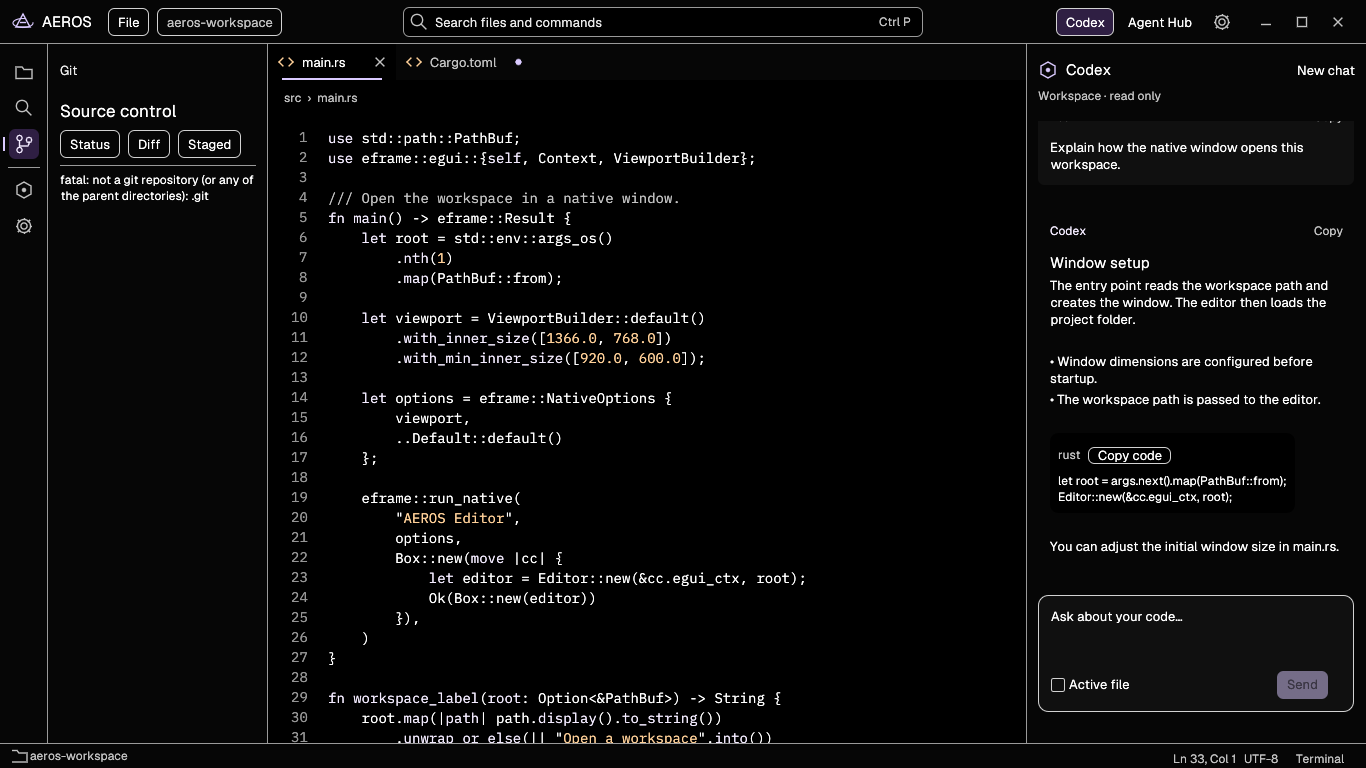 AEROS File aeros-workspace Search files and commands Ctrl P Codex Agent Hub
Git
Source control
Status Diff Staged
fatal: not a git repository (or any of
the parent directories): .git
main.rs Cargo.toml
src › main.rs
1 use std::path::PathBuf;
2 use eframe::egui::{self, Context, ViewportBuilder};
3
4 /// Open the workspace in a native window.
5 fn main() -> eframe::Result {
6     let root = std::env::args_os()
7         .nth(1)
8         .map(PathBuf::from);
9
10     let viewport = ViewportBuilder::default()
11         .with_inner_size([1366.0, 768.0])
12         .with_min_inner_size([920.0, 600.0]);
13
14     let options = eframe::NativeOptions {
15         viewport,
16         ..Default::default()
17     };
18
19     eframe::run_native(
20         "AEROS Editor",
21         options,
22         Box::new(move |cc| {
23             let editor = Editor::new(&cc.egui_ctx, root);
24             Ok(Box::new(editor))
25         }),
26     )
27 }
28
29 fn workspace_label(root: Option<&PathBuf>) -> String {
30     root.map(|path| path.display().to_string())
31         .unwrap_or_else(|| "Open a workspace".into())
Codex New chat
Workspace · read only
Explain how the native window opens this
workspace.
Codex Copy
Window setup
The entry point reads the workspace path and
creates the window. The editor then loads the
project folder.
• Window dimensions are configured before
startup.
• The workspace path is passed to the editor.
rust Copy code
let root = args.next().map(PathBuf::from);
Editor::new(&cc.egui_ctx, root);
You can adjust the initial window size in main.rs.
Ask about your code…
Active file Send
aeros-workspace Ln 33, Col 1 UTF-8 Terminal